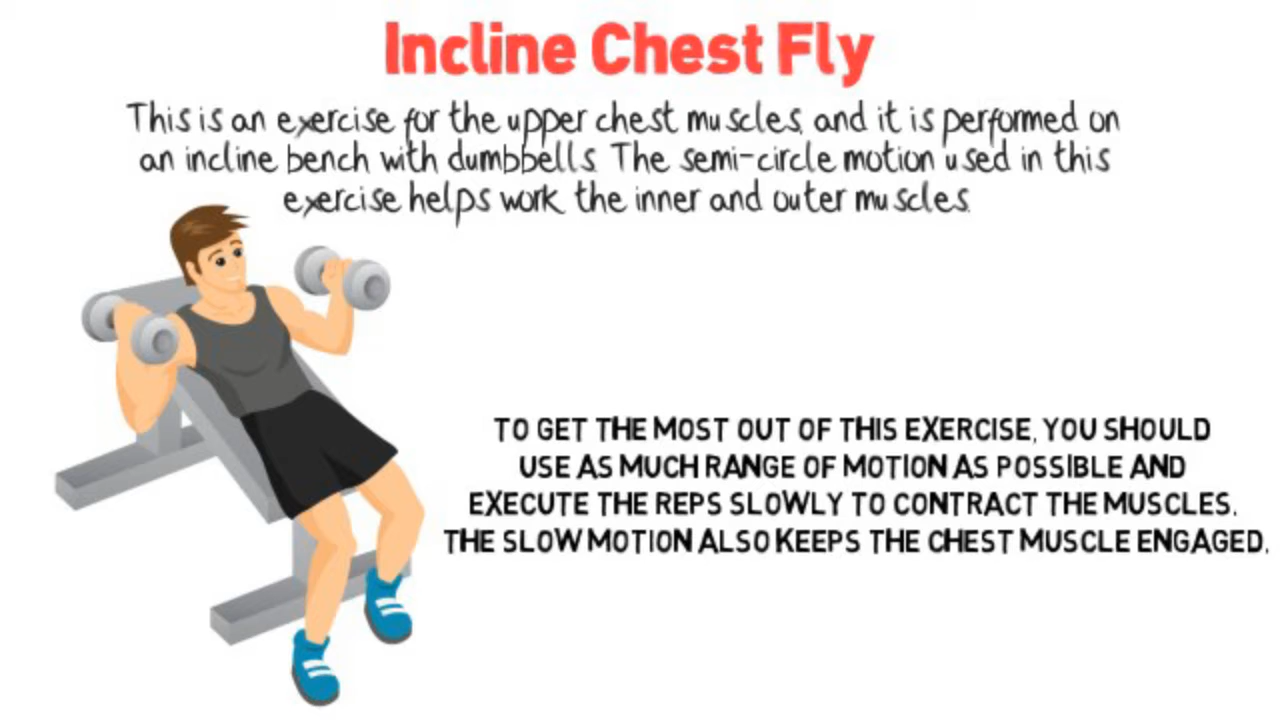 Incline Chest Fly
This is an exercise for the upper chest muscles, and it is performed on
an incline bench with dumbbells. The semi-circle motion used in this
exercise helps work the inner and outer muscles.
TO GET THE MOST OUT OF THIS EXERCISE, YOU SHOULD
USE AS MUCH RANGE OF MOTION AS POSSIBLE AND
EXECUTE THE REPS SLOWLY TO CONTRACT THE MUSCLES.
THE SLOW MOTION ALSO KEEPS THE CHEST MUSCLE ENGAGED.